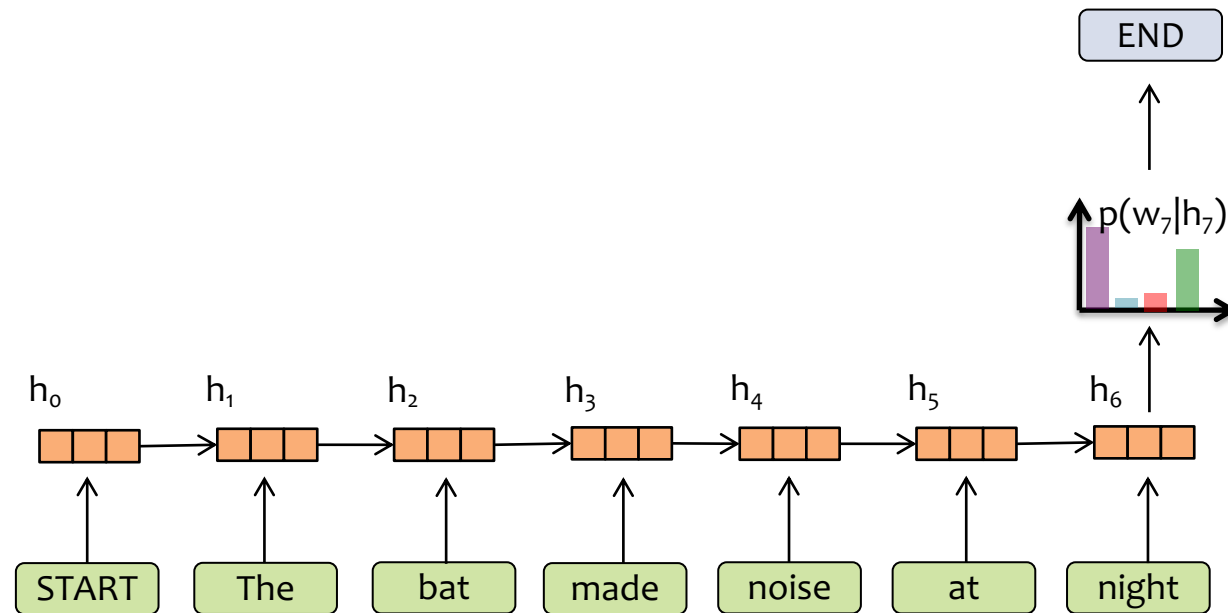 END
p(w₇|h₇)
h₀ h₁ h₂ h₃ h₄ h₅ h₆
START The bat made noise at night